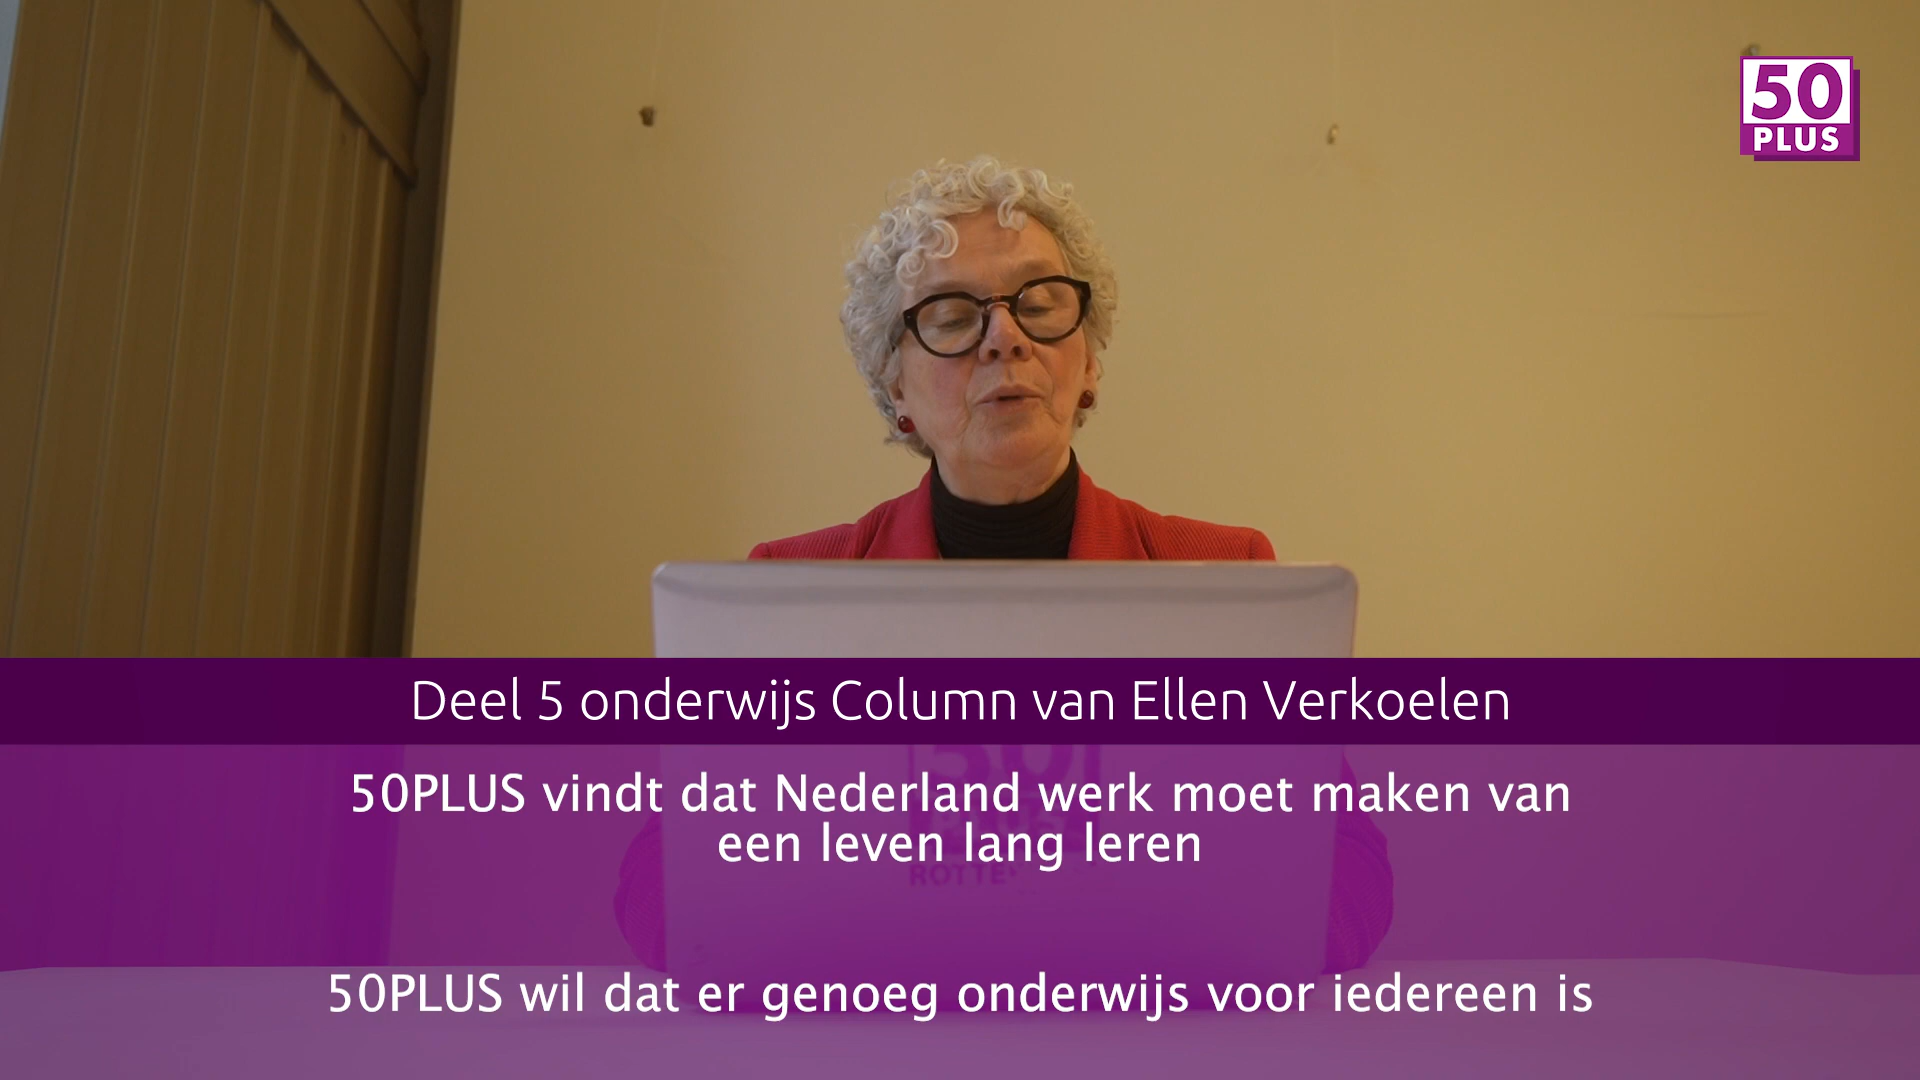 50
PLUS
Deel 5 onderwijs Column van Ellen Verkoelen
50PLUS vindt dat Nederland werk moet maken van
een leven lang leren
ROTTE
50PLUS wil dat er genoeg onderwijs voor iedereen is